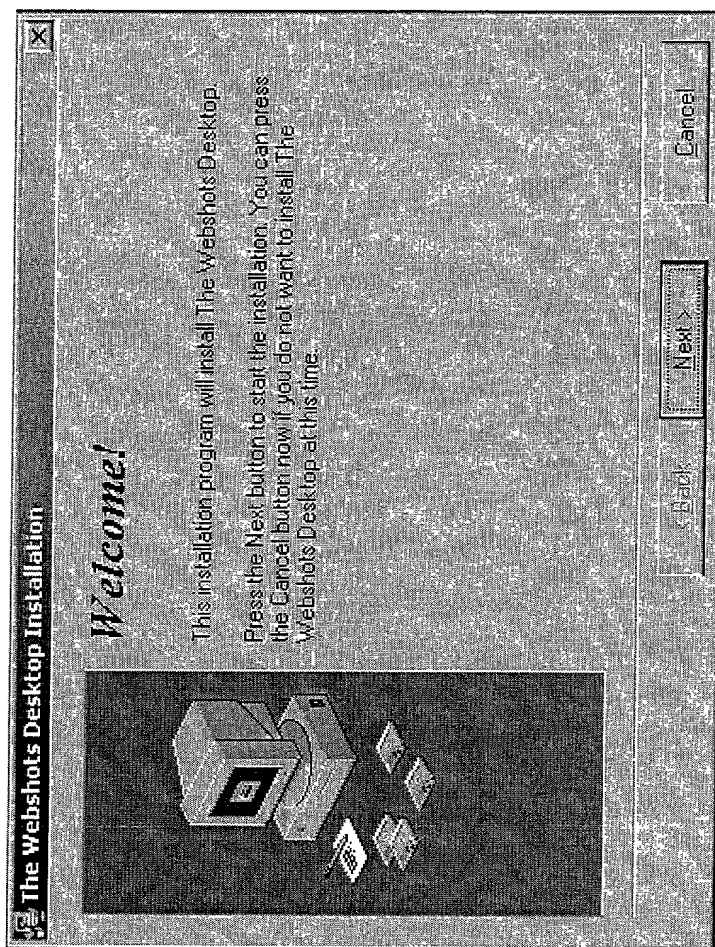 The Webshots Desktop Installation
Welcome!
This installation program will install The Webshots Desktop.
Press the Next button to start the installation. You can press
the Cancel button now if you do not want to install The
Webshots Desktop at this time.
< Back
Next >
Cancel